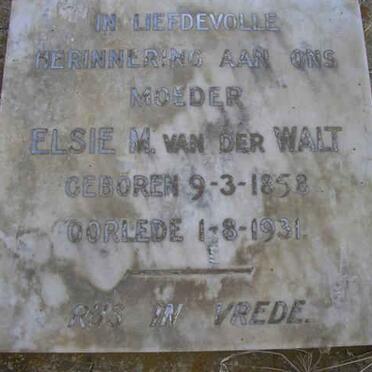 IN LIEFDEVOLLE
HERINNERING AAN ONS
MOEDER
ELSIE M. VAN DER WALT
GEBOREN 9-3-1858
OORLEDE 1-8-1931.
RUS IN VREDE.